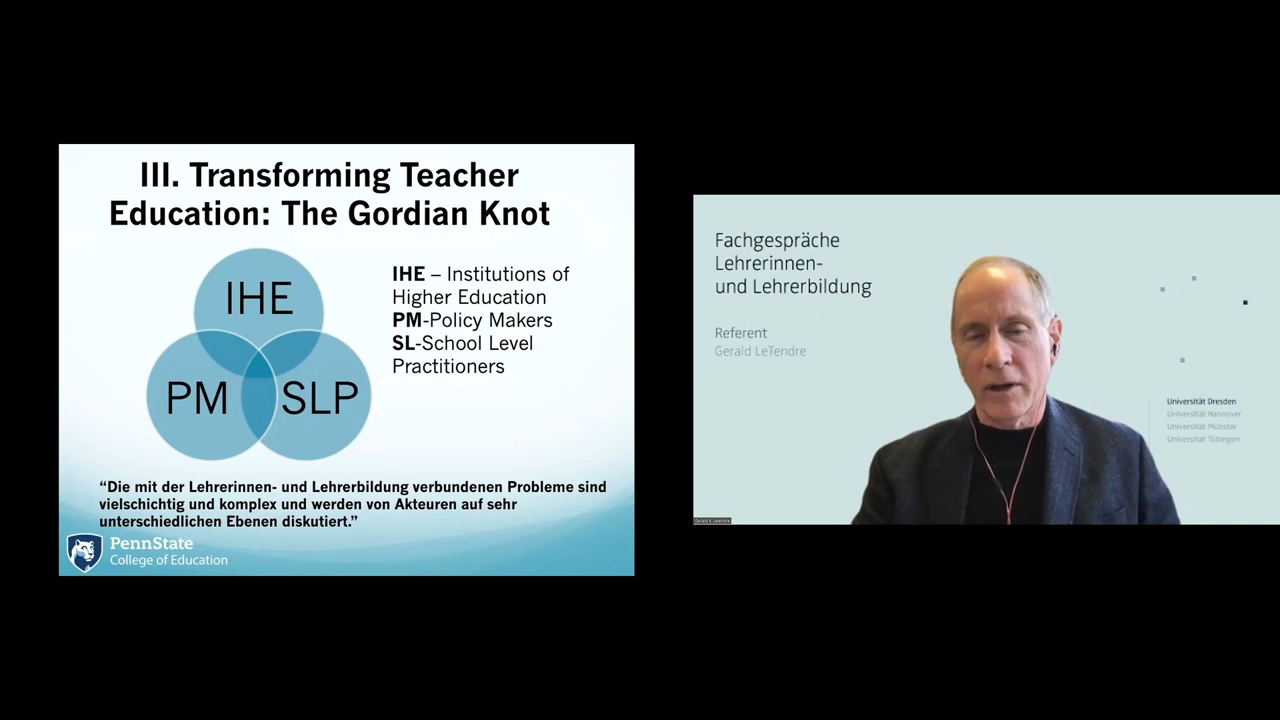 III. Transforming Teacher
Education: The Gordian Knot
IHE
PM
SLP
IHE – Institutions of
Higher Education
PM-Policy Makers
SL-School Level
Practitioners
“Die mit der Lehrerinnen- und Lehrerbildung verbundenen Probleme sind
vielschichtig und komplex und werden von Akteuren auf sehr
unterschiedlichen Ebenen diskutiert.”
PennState
College of Education
Fachgespräche
Lehrerinnen-
und Lehrerbildung
Referent
Gerald LeTendre
Universität Dresden
Universität Hannover
Universität Münster
Universität Tübingen
Gerald K Letendre